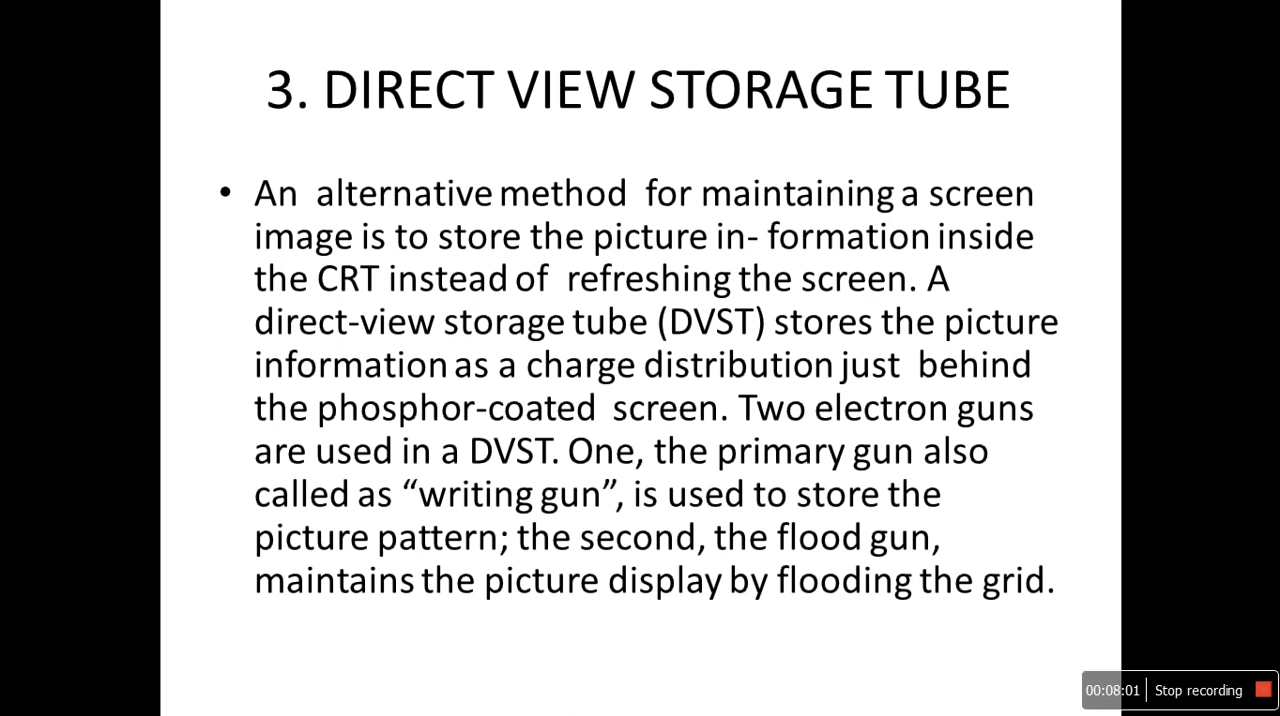 3. DIRECT VIEW STORAGE TUBE
• An alternative method for maintaining a screen
image is to store the picture in- formation inside
the CRT instead of refreshing the screen. A
direct-view storage tube (DVST) stores the picture
information as a charge distribution just behind
the phosphor-coated screen. Two electron guns
are used in a DVST. One, the primary gun also
called as “writing gun”, is used to store the
picture pattern; the second, the flood gun,
maintains the picture display by flooding the grid.
00:08:01 Stop recording